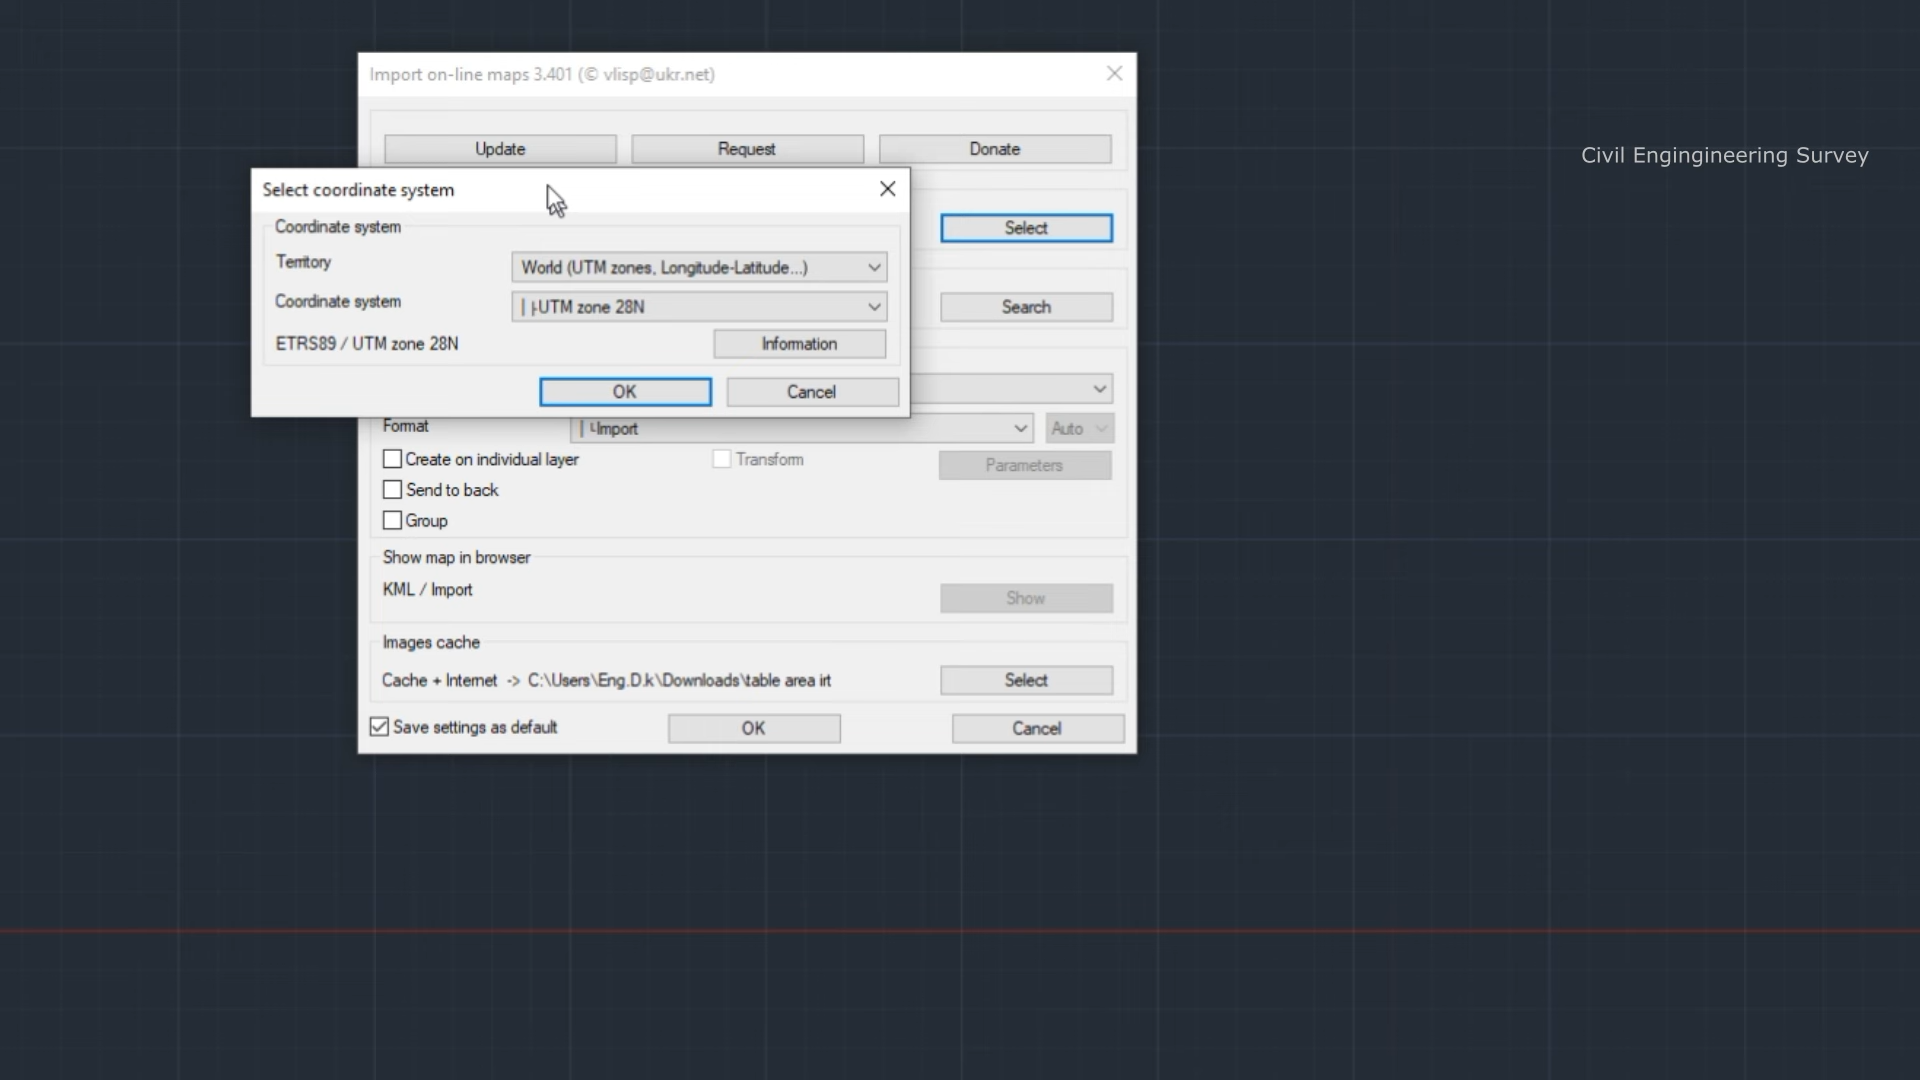 Import on-line maps 3.401 (© vlisp@ukr.net)
Update Request Donate
Civil Engingineering Survey
Select coordinate system
Coordinate system
Select
Territory World (UTM zones, Longitude-Latitude...)
Coordinate system | ├UTM zone 28N
Search
ETRS89 / UTM zone 28N Information
OK Cancel
Format | └Import Auto
Create on individual layer Transform Parameters
Send to back
Group
Show map in browser
KML / Import Show
Images cache
Cache + Internet -> C:\Users\Eng.D.k\Downloads\table area irt Select
Save settings as default OK Cancel